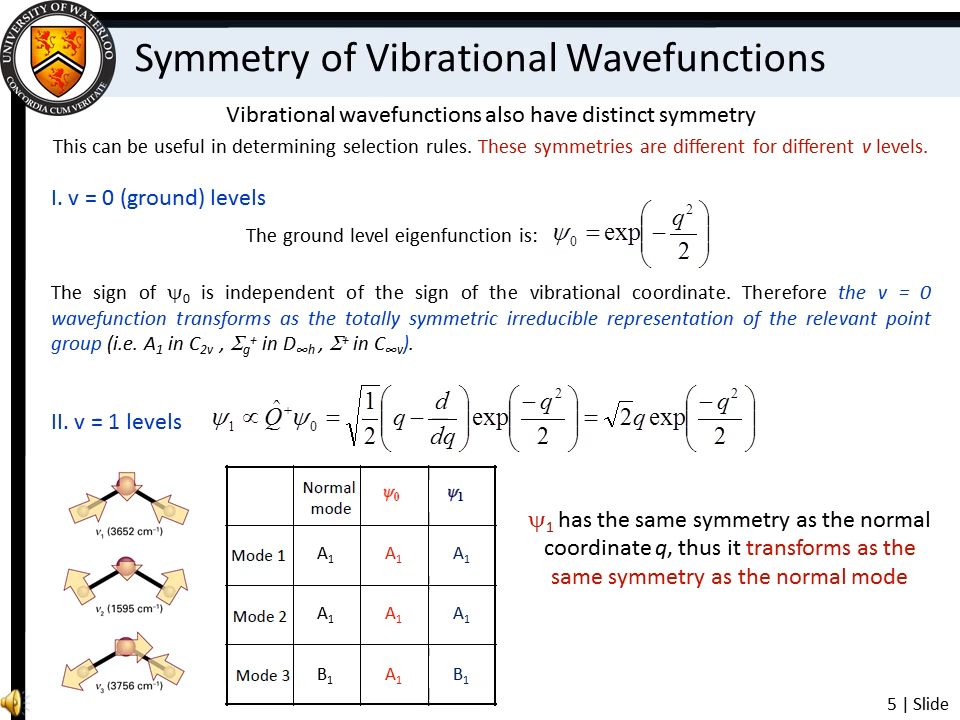 UNIVERSITY OF WATERLOO
CONCORDIA CUM VERITATE
Symmetry of Vibrational Wavefunctions
Vibrational wavefunctions also have distinct symmetry
This can be useful in determining selection rules. These symmetries are different for different v levels.
I. v = 0 (ground) levels
The ground level eigenfunction is: ψ₀ = exp(−q²/2)
The sign of ψ₀ is independent of the sign of the vibrational coordinate. Therefore the v = 0
wavefunction transforms as the totally symmetric irreducible representation of the relevant point
group (i.e. A₁ in C₂ᵥ , Σg⁺ in D∞h , Σ⁺ in C∞v).
II. v = 1 levels ψ₁ ∝ Q̂⁺ψ₀ = √(1/2) (q − d/dq) exp(−q²/2) = √2 q exp(−q²/2)
ν₁ (3652 cm⁻¹)
ν₂ (1595 cm⁻¹)
ν₃ (3756 cm⁻¹)
Normal mode ψ₀ ψ₁
Mode 1 A₁ A₁ A₁
Mode 2 A₁ A₁ A₁
Mode 3 B₁ A₁ B₁
ψ₁ has the same symmetry as the normal
coordinate q, thus it transforms as the
same symmetry as the normal mode
5 | Slide